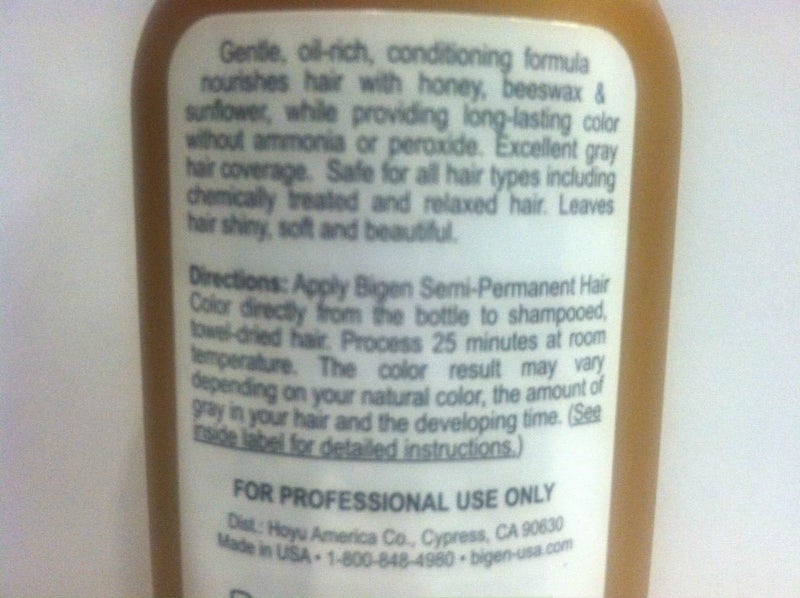 Gentle, oil-rich, conditioning formula
nourishes hair with honey, beeswax &
sunflower, while providing long-lasting color
without ammonia or peroxide. Excellent gray
hair coverage. Safe for all hair types including
chemically treated and relaxed hair. Leaves
hair shiny, soft and beautiful.
Directions: Apply Bigen Semi-Permanent Hair
Color directly from the bottle to shampooed,
towel-dried hair. Process 25 minutes at room
temperature. The color result may vary
depending on your natural color, the amount of
gray in your hair and the developing time. (See
inside label for detailed instructions.)
FOR PROFESSIONAL USE ONLY
Dist.: Hoyu America Co., Cypress, CA 90630
Made in USA • 1-800-848-4980 • bigen-usa.com